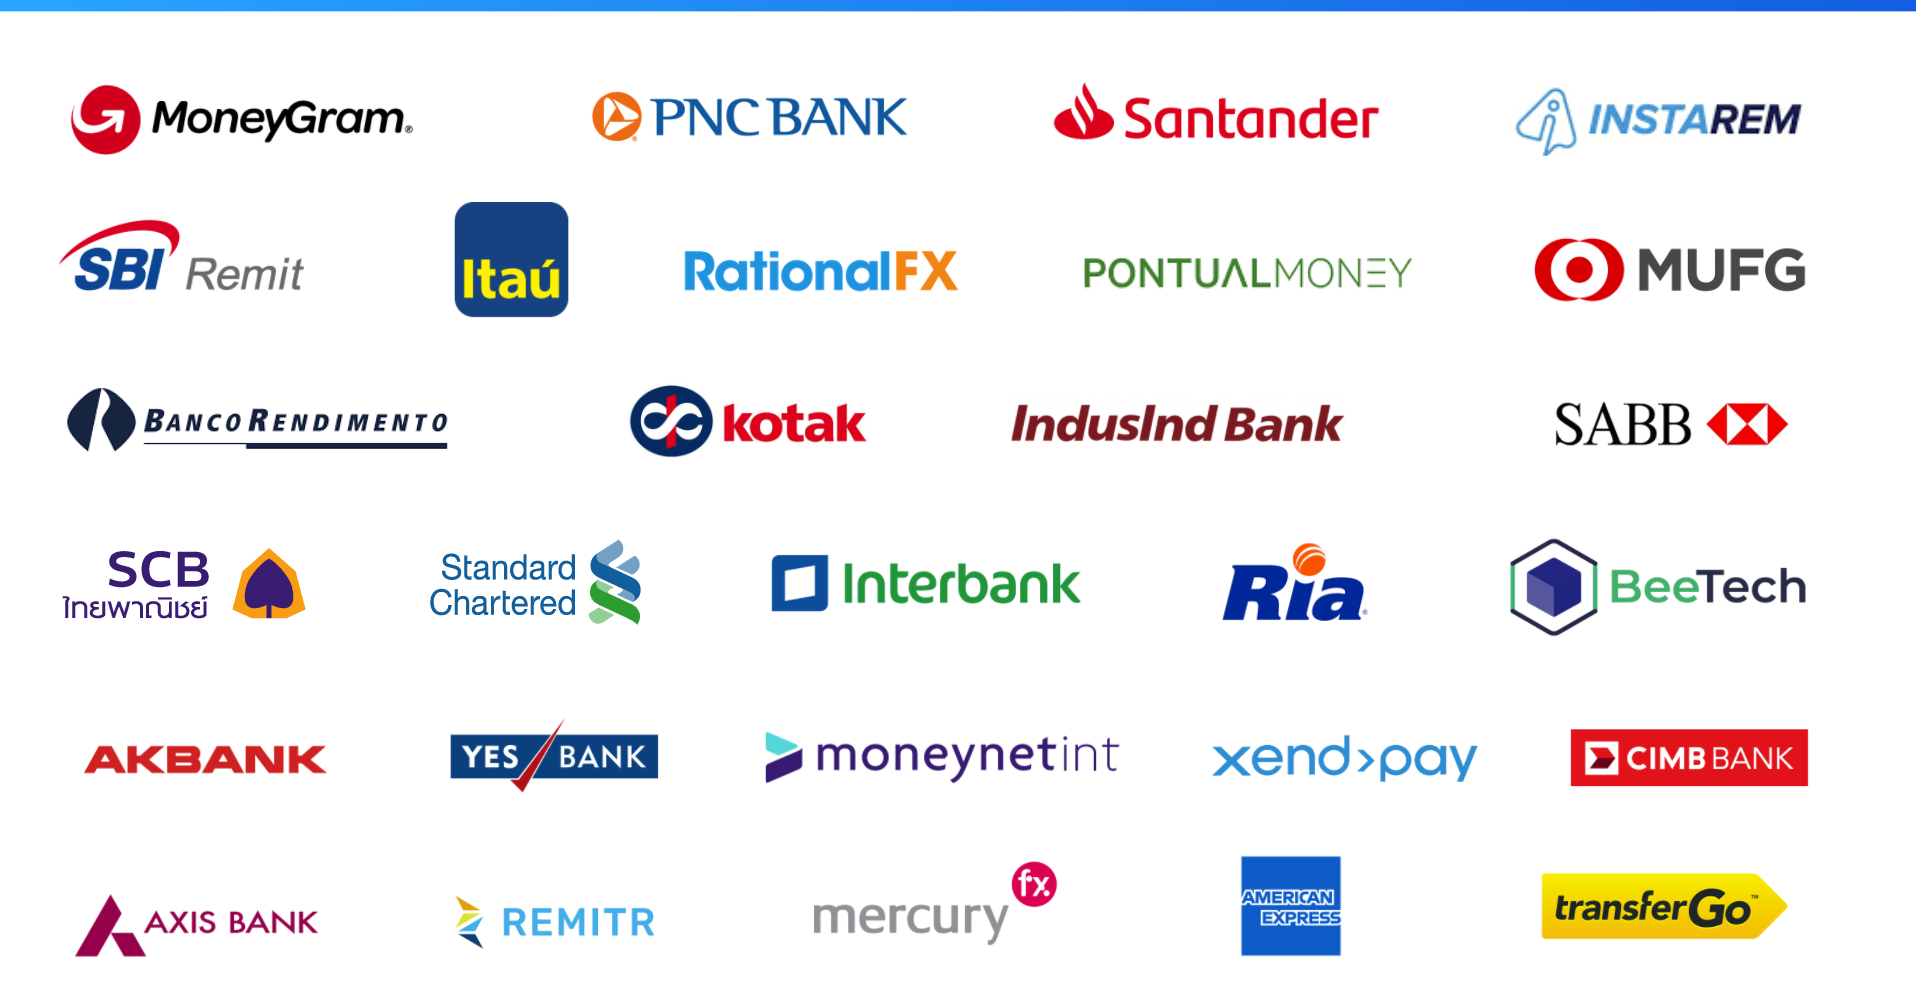 MoneyGram®
PNC BANK
Santander
INSTAREM
SBI Remit
Itaú
RationalFX
PONTUALMONEY
MUFG
BANCO RENDIMENTO
kotak
IndusInd Bank
SABB
SCB
ไทยพาณิชย์
Standard
Chartered
Interbank
Ria®
BeeTech
AKBANK
YES BANK
moneynetint
xend>pay
CIMB BANK
AXIS BANK
REMITR
mercury fx
AMERICAN
EXPRESS
transferGo™